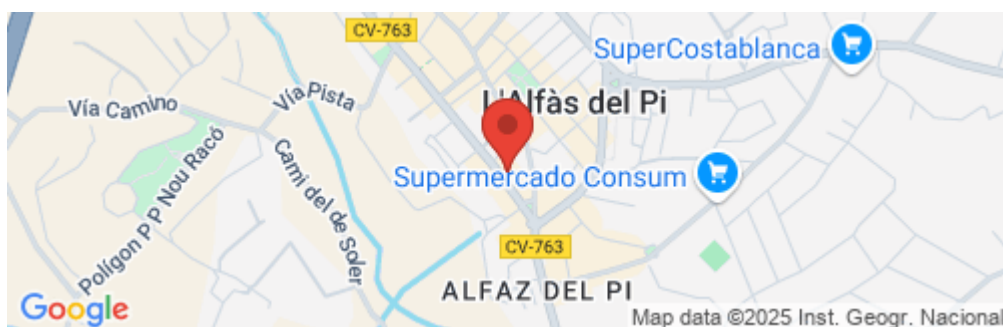 CV-763
SuperCostablanca
Vía Camino
Vía Pista
L'Alfàs del Pi
Supermercado Consum
Polígon P P Nou Racó
Cami del de Soler
CV-763
ALFAZ DEL PI
Google
Map data ©2025 Inst. Geogr. Nacional